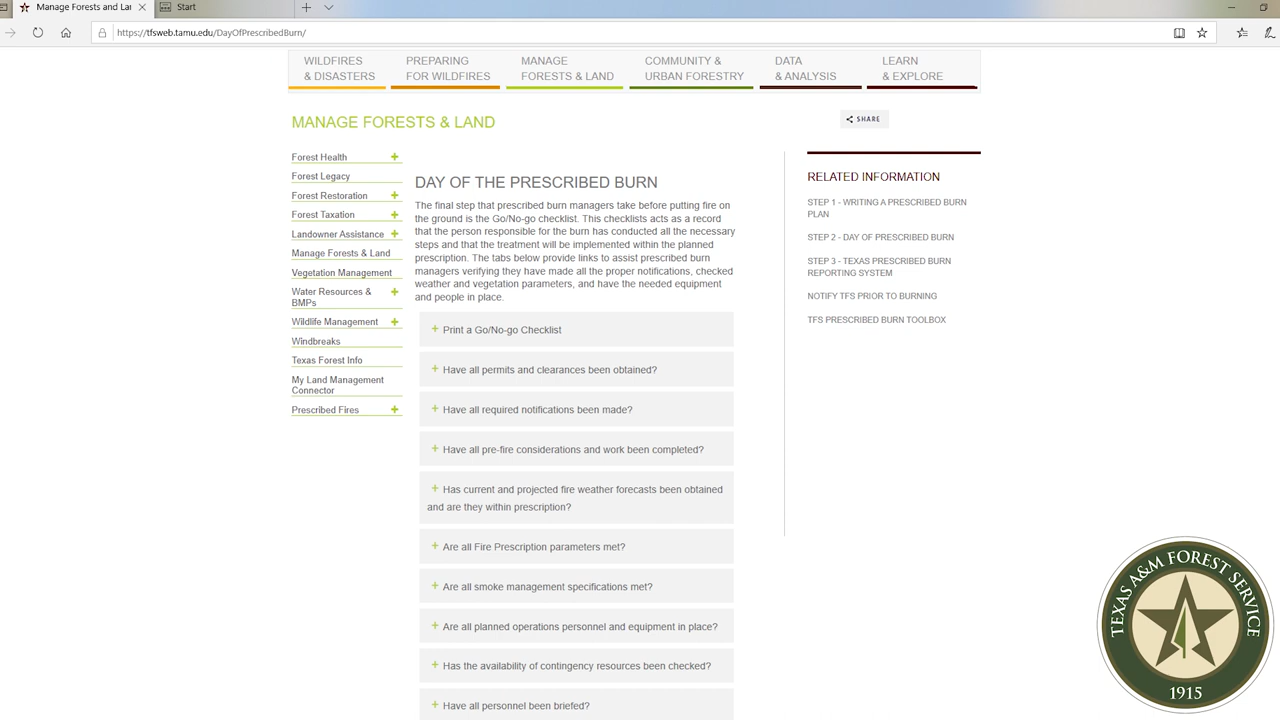 Manage Forests and Lar
Start
https://tfsweb.tamu.edu/DayOfPrescribedBurn/
WILDFIRES
& DISASTERS
PREPARING
FOR WILDFIRES
MANAGE
FORESTS & LAND
COMMUNITY &
URBAN FORESTRY
DATA
& ANALYSIS
LEARN
& EXPLORE
MANAGE FORESTS & LAND
SHARE
Forest Health
Forest Legacy
Forest Restoration
Forest Taxation
Landowner Assistance
Manage Forests & Land
Vegetation Management
Water Resources &
BMPs
Wildlife Management
Windbreaks
Texas Forest Info
My Land Management
Connector
Prescribed Fires
DAY OF THE PRESCRIBED BURN
The final step that prescribed burn managers take before putting fire on
the ground is the Go/No-go checklist. This checklists acts as a record
that the person responsible for the burn has conducted all the necessary
steps and that the treatment will be implemented within the planned
prescription. The tabs below provide links to assist prescribed burn
managers verifying they have made all the proper notifications, checked
weather and vegetation parameters, and have the needed equipment
and people in place.
+ Print a Go/No-go Checklist
+ Have all permits and clearances been obtained?
+ Have all required notifications been made?
+ Have all pre-fire considerations and work been completed?
+ Has current and projected fire weather forecasts been obtained
and are they within prescription?
+ Are all Fire Prescription parameters met?
+ Are all smoke management specifications met?
+ Are all planned operations personnel and equipment in place?
+ Has the availability of contingency resources been checked?
+ Have all personnel been briefed?
RELATED INFORMATION
STEP 1 - WRITING A PRESCRIBED BURN
PLAN
STEP 2 - DAY OF PRESCRIBED BURN
STEP 3 - TEXAS PRESCRIBED BURN
REPORTING SYSTEM
NOTIFY TFS PRIOR TO BURNING
TFS PRESCRIBED BURN TOOLBOX
TEXAS A&M FOREST SERVICE
1915